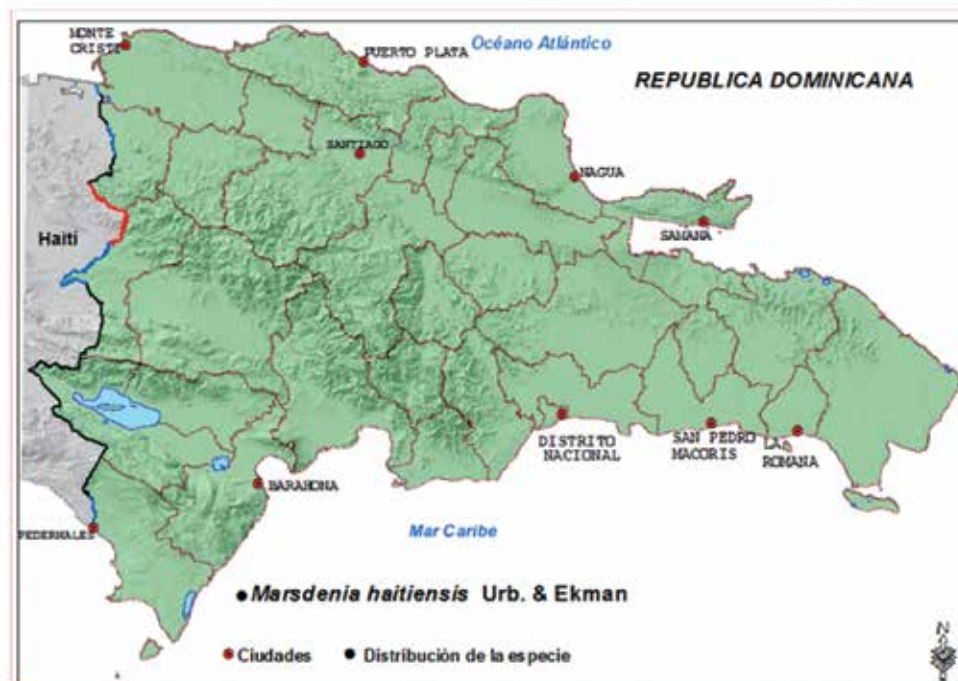 MONTE
CRISTI
PUERTO PLATA
Océano Atlántico
REPUBLICA DOMINICANA
SANTIAGO
NAGUA
SAMANA
Haití
DISTRITO
NACIONAL
SAN PEDRO
MACORIS
LA
ROMANA
BARAHONA
PEDERNALES
Mar Caribe
Marsdenia haitiensis Urb. & Ekman
Ciudades
Distribución de la especie
N